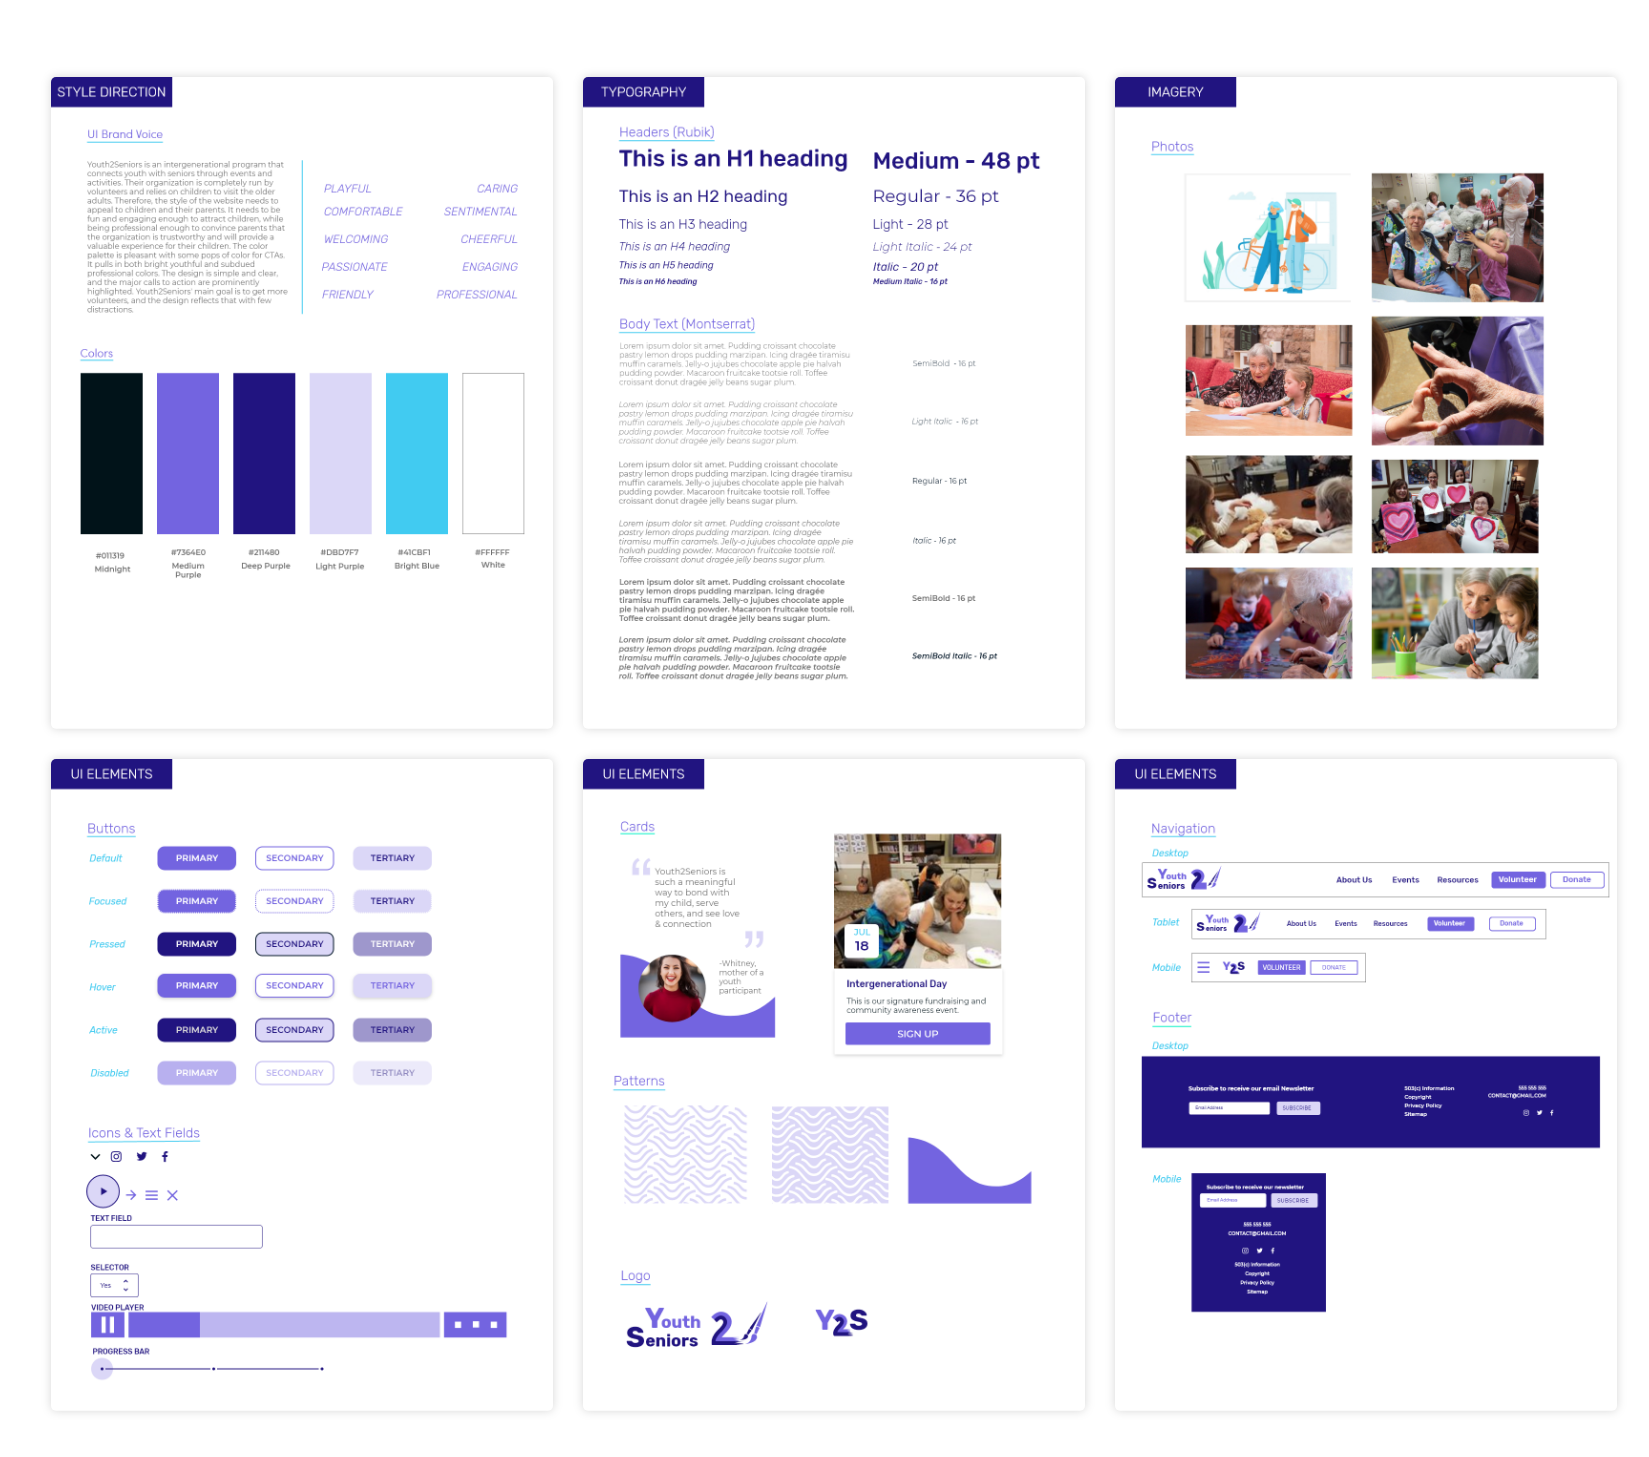 STYLE DIRECTION
UI Brand Voice
Youth2Seniors is an intergenerational program that
connects youth with seniors through events and
activities. Their organization is completely run by
volunteers and relies on children to visit the older
adults. Therefore, the style of the website needs to
appeal to children and their parents. It needs to be
fun and engaging enough to attract children, while
being professional enough to convince parents that
the organization is trustworthy and will provide a
valuable experience for their children. The color
palette is pleasant with some pops of color for CTAs.
It pulls in both bright youthful and subdued
professional colors. The design is simple and clear,
and the major calls to action are prominently
highlighted. Youth2Seniors' main goal is to get more
volunteers, and the design reflects that with few
distractions.
PLAYFUL CARING
COMFORTABLE SENTIMENTAL
WELCOMING CHEERFUL
PASSIONATE ENGAGING
FRIENDLY PROFESSIONAL
Colors
#011319 #7364E0 #211480 #DBD7F7 #41CBF1 #FFFFFF
Midnight Medium Purple Deep Purple Light Purple Bright Blue White
TYPOGRAPHY
Headers (Rubik)
This is an H1 heading Medium - 48 pt
This is an H2 heading Regular - 36 pt
This is an H3 heading Light - 28 pt
This is an H4 heading Light Italic - 24 pt
This is an H5 heading Italic - 20 pt
This is an H6 heading Medium Italic - 16 pt
Body Text (Montserrat)
Lorem ipsum dolor sit amet. Pudding croissant chocolate
pastry lemon drops pudding marzipan. Icing dragée tiramisu
muffin caramels. Jelly-o jujubes chocolate apple pie halvah
pudding powder. Macaroon fruitcake tootsie roll. Toffee
croissant donut dragée jelly beans sugar plum.
SemiBold - 16 pt
Lorem ipsum dolor sit amet. Pudding croissant chocolate
pastry lemon drops pudding marzipan. Icing dragée tiramisu
muffin caramels. Jelly-o jujubes chocolate apple pie halvah
pudding powder. Macaroon fruitcake tootsie roll. Toffee
croissant donut dragée jelly beans sugar plum.
Light Italic - 16 pt
Lorem ipsum dolor sit amet. Pudding croissant chocolate
pastry lemon drops pudding marzipan. Icing dragée tiramisu
muffin caramels. Jelly-o jujubes chocolate apple pie halvah
pudding powder. Macaroon fruitcake tootsie roll. Toffee
croissant donut dragée jelly beans sugar plum.
Regular - 16 pt
Lorem ipsum dolor sit amet. Pudding croissant chocolate
pastry lemon drops pudding marzipan. Icing dragée
tiramisu muffin caramels. Jelly-o jujubes chocolate apple pie
halvah pudding powder. Macaroon fruitcake tootsie roll.
Toffee croissant donut dragée jelly beans sugar plum.
Italic - 16 pt
Lorem ipsum dolor sit amet. Pudding croissant chocolate
pastry lemon drops pudding marzipan. Icing dragée
tiramisu muffin caramels. Jelly-o jujubes chocolate apple
pie halvah pudding powder. Macaroon fruitcake tootsie roll.
Toffee croissant donut dragée jelly beans sugar plum.
SemiBold - 16 pt
Lorem ipsum dolor sit amet. Pudding croissant chocolate
pastry lemon drops pudding marzipan. Icing dragée
tiramisu muffin caramels. Jelly-o jujubes chocolate apple
pie halvah pudding powder. Macaroon fruitcake tootsie
roll. Toffee croissant donut dragée jelly beans sugar plum.
SemiBold Italic - 16 pt
IMAGERY
Photos
UI ELEMENTS
Buttons
Default PRIMARY SECONDARY TERTIARY
Focused PRIMARY SECONDARY TERTIARY
Pressed PRIMARY SECONDARY TERTIARY
Hover PRIMARY SECONDARY TERTIARY
Active PRIMARY SECONDARY TERTIARY
Disabled PRIMARY SECONDARY TERTIARY
Icons & Text Fields
TEXT FIELD
SELECTOR
Yes
VIDEO PLAYER
PROGRESS BAR
UI ELEMENTS
Cards
“
Youth2Seniors is
such a meaningful
way to bond with
my child, serve
others, and see love
& connection
”
-Whitney,
mother of a
youth
participant
JUL
18
Intergenerational Day
This is our signature fundraising and
community awareness event.
SIGN UP
Patterns
Logo
Youth
Seniors 2
Y2S
UI ELEMENTS
Navigation
Desktop
Youth
Seniors 2
About Us Events Resources Volunteer Donate
Tablet
Youth
Seniors 2
About Us Events Resources Volunteer Donate
Mobile
Y2S VOLUNTEER DONATE
Footer
Desktop
Subscribe to receive our email Newsletter
Email Address SUBSCRIBE
503(c) Information
Copyright
Privacy Policy
Sitemap
555 555 555
CONTACT@GMAIL.COM
Mobile
Subscribe to receive our newsletter
Email Address SUBSCRIBE
555 555 555
CONTACT@GMAIL.COM
503(c) Information
Copyright
Privacy Policy
Sitemap